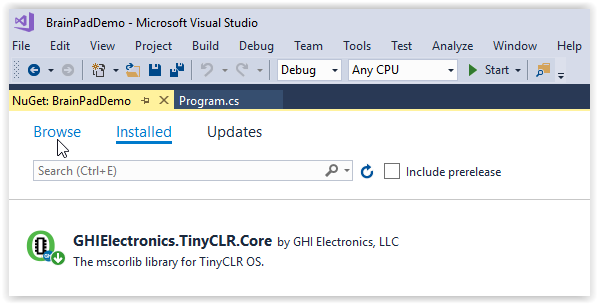 BrainPadDemo - Microsoft Visual Studio
File Edit View Project Build Debug Team Tools Test Analyze Window Help
Debug Any CPU Start
NuGet: BrainPadDemo Program.cs
Browse Installed Updates
Search (Ctrl+E) Include prerelease
GHIElectronics.TinyCLR.Core by GHI Electronics, LLC
The mscorlib library for TinyCLR OS.